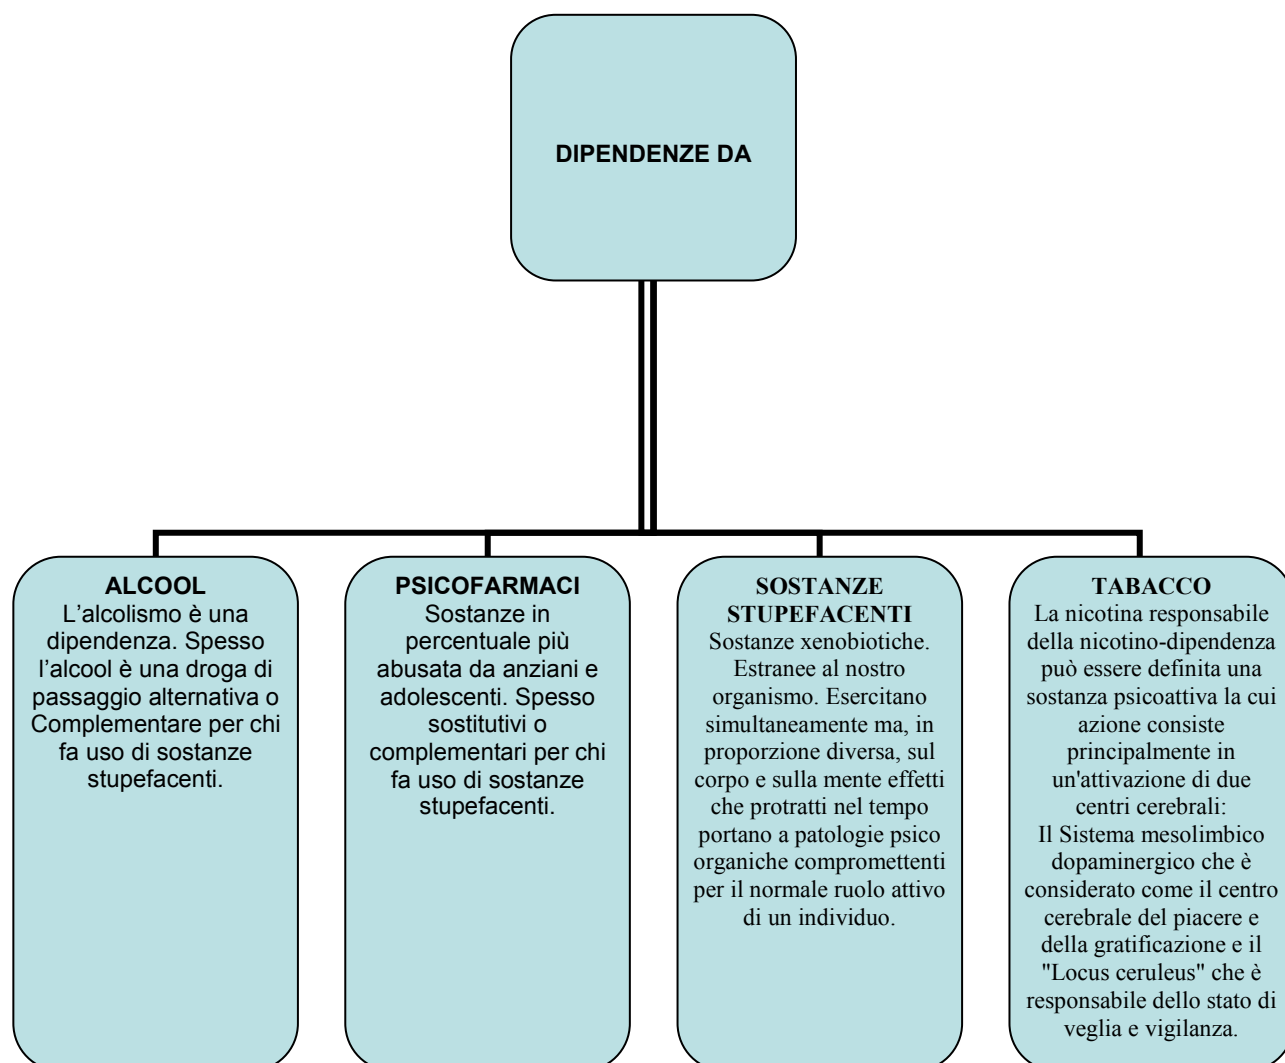 DIPENDENZE DA
ALCOOL
L'alcolismo è una
dipendenza. Spesso
l'alcool è una droga di
passaggio alternativa o
Complementare per chi
fa uso di sostanze
stupefacenti.
PSICOFARMACI
Sostanze in
percentuale più
abusata da anziani e
adolescenti. Spesso
sostitutivi o
complementari per chi
fa uso di sostanze
stupefacenti.
SOSTANZE
STUPEFACENTI
Sostanze xenobiotiche.
Estranee al nostro
organismo. Esercitano
simultaneamente ma, in
proporzione diversa, sul
corpo e sulla mente effetti
che protratti nel tempo
portano a patologie psico
organiche compromettenti
per il normale ruolo attivo
di un individuo.
TABACCO
La nicotina responsabile
della nicotino-dipendenza
può essere definita una
sostanza psicoattiva la cui
azione consiste
principalmente in
un'attivazione di due
centri cerebrali:
Il Sistema mesolimbico
dopaminergico che è
considerato come il centro
cerebrale del piacere e
della gratificazione e il
"Locus ceruleus" che è
responsabile dello stato di
veglia e vigilanza.